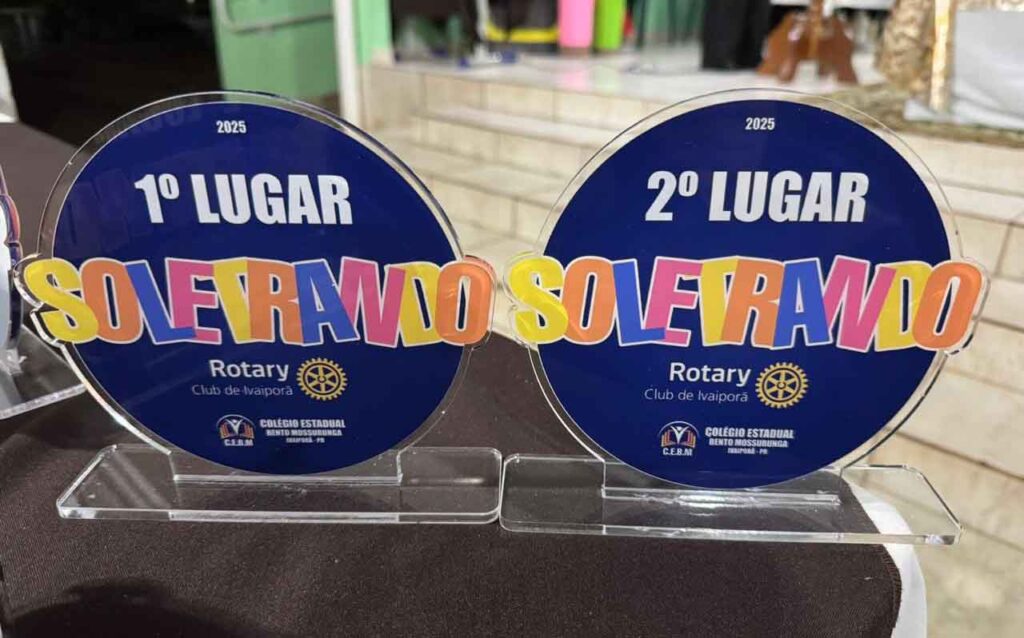 2025
1º LUGAR
SOLETRANDO
Rotary
Club de Ivaiporã
C.E.B.M
COLÉGIO ESTADUAL
BENTO MOSSURUNGA
IVAIPORÃ - PR
2025
2º LUGAR
SOLETRANDO
Rotary
Club de Ivaiporã
C.E.B.M
COLÉGIO ESTADUAL
BENTO MOSSURUNGA
IVAIPORÃ - PR